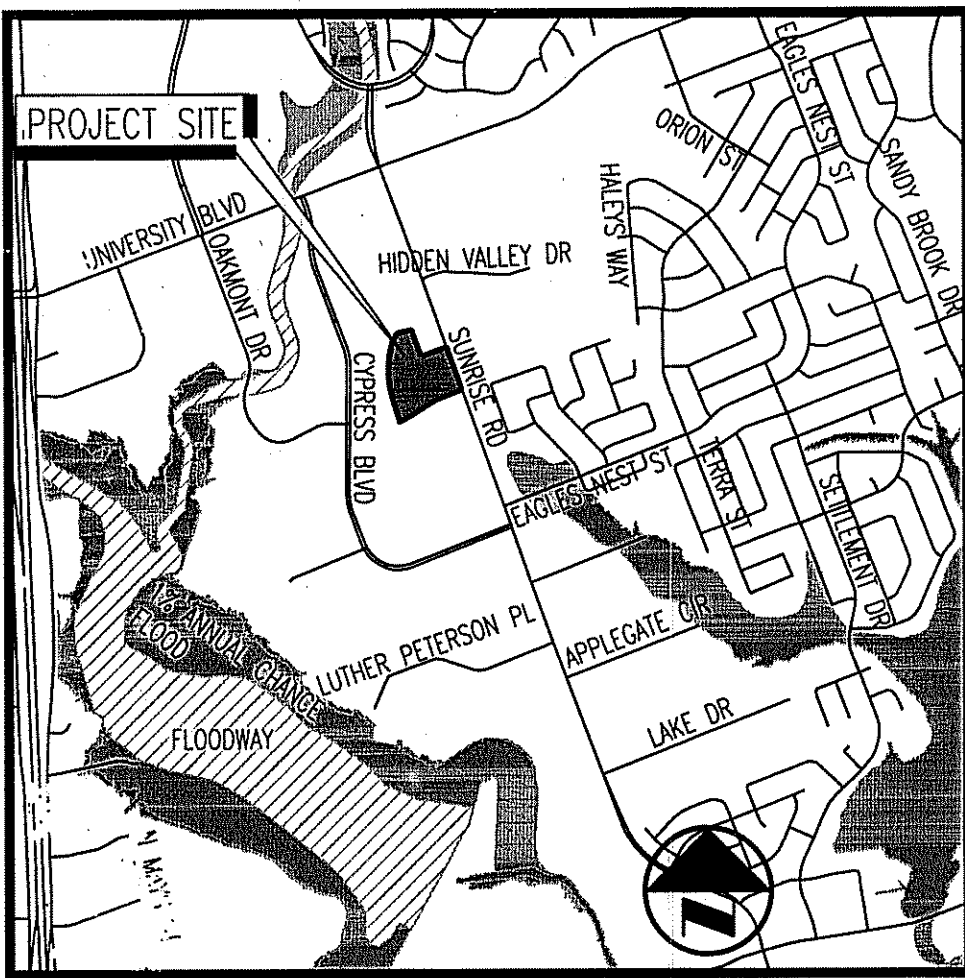 PROJECT SITE
UNIVERSITY BLVD
OAKMONT DR
HIDDEN VALLEY DR
CYPRESS BLVD
SUNRISE RD
ORION ST
HALEYS WAY
EAGLES NEST ST
SANDY BROOK DR
EAGLES NEST ST
TERRA ST
SETTLEMENT DR
1% ANNUAL CHANCE
FLOOD
FLOODWAY
LUTHER PETERSON PL
APPLEGATE CIR
LAKE DR